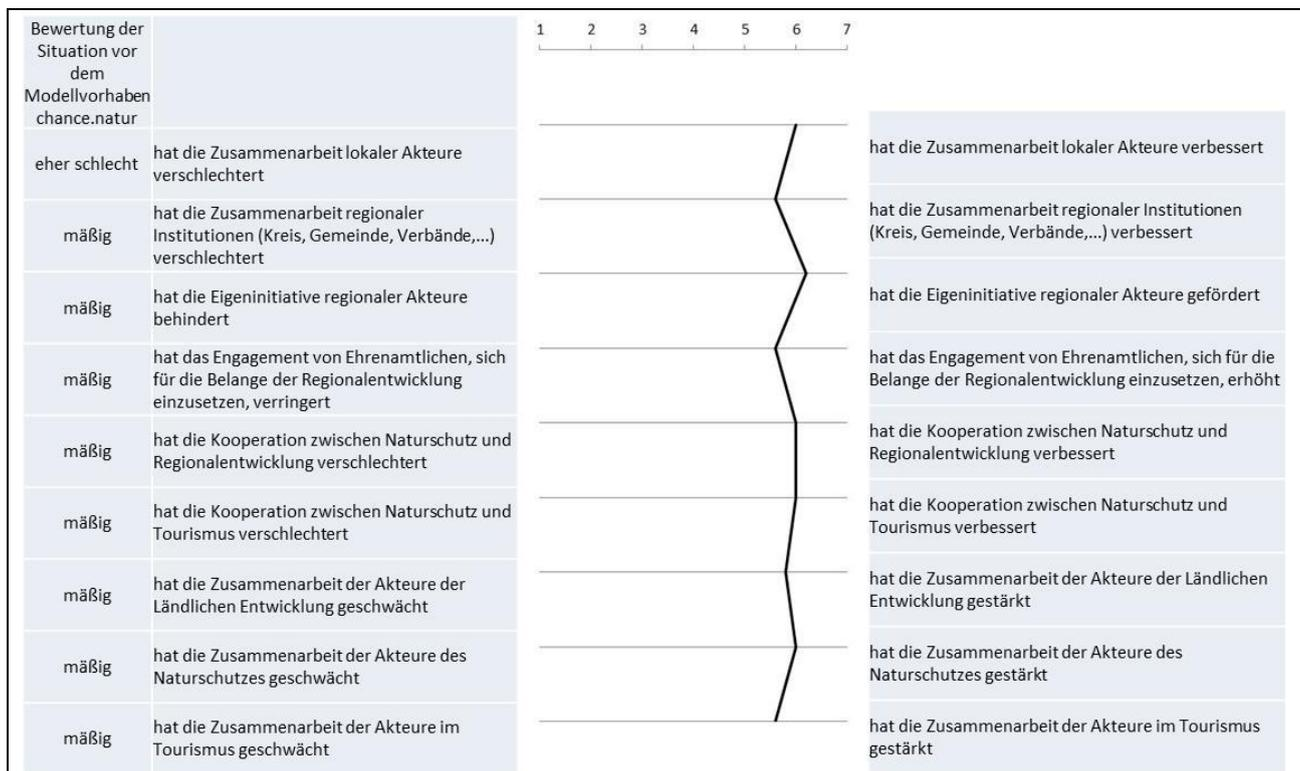 Bewertung der
Situation vor
dem
Modellvorhaben
chance.natur
1 2 3 4 5 6 7
eher schlecht
hat die Zusammenarbeit lokaler Akteure
verschlechtert
hat die Zusammenarbeit lokaler Akteure verbessert
mäßig
hat die Zusammenarbeit regionaler
Institutionen (Kreis, Gemeinde, Verbände,...)
verschlechtert
hat die Zusammenarbeit regionaler Institutionen
(Kreis, Gemeinde, Verbände,...) verbessert
mäßig
hat die Eigeninitiative regionaler Akteure
behindert
hat die Eigeninitiative regionaler Akteure gefördert
mäßig
hat das Engagement von Ehrenamtlichen, sich
für die Belange der Regionalentwicklung
einzusetzen, verringert
hat das Engagement von Ehrenamtlichen, sich für die
Belange der Regionalentwicklung einzusetzen, erhöht
mäßig
hat die Kooperation zwischen Naturschutz und
Regionalentwicklung verschlechtert
hat die Kooperation zwischen Naturschutz und
Regionalentwicklung verbessert
mäßig
hat die Kooperation zwischen Naturschutz und
Tourismus verschlechtert
hat die Kooperation zwischen Naturschutz und
Tourismus verbessert
mäßig
hat die Zusammenarbeit der Akteure der
Ländlichen Entwicklung geschwächt
hat die Zusammenarbeit der Akteure der Ländlichen
Entwicklung gestärkt
mäßig
hat die Zusammenarbeit der Akteure des
Naturschutzes geschwächt
hat die Zusammenarbeit der Akteure des
Naturschutzes gestärkt
mäßig
hat die Zusammenarbeit der Akteure im
Tourismus geschwächt
hat die Zusammenarbeit der Akteure im Tourismus
gestärkt